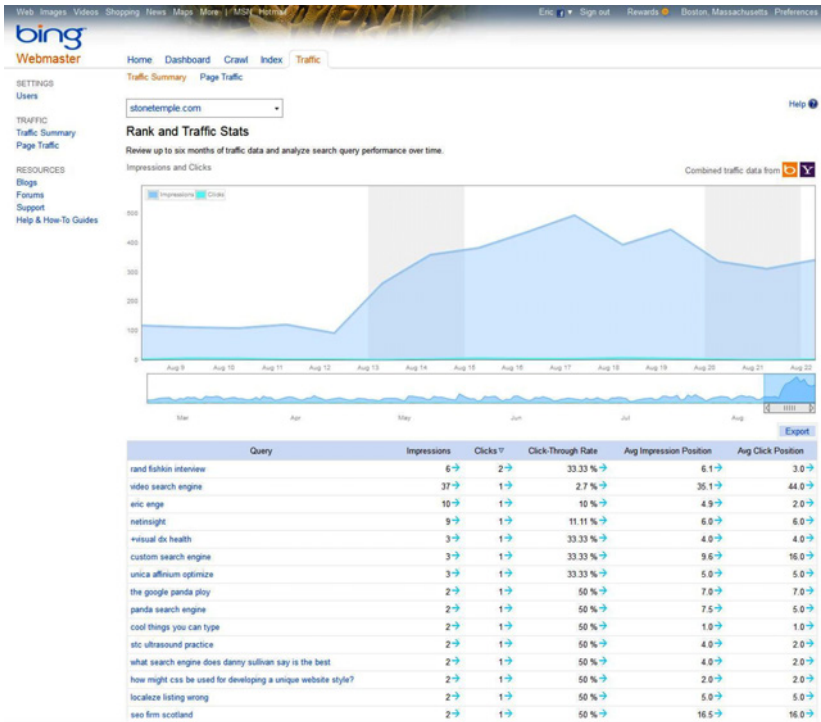 Web Images Videos Shopping News Maps More | MSN Hotmail Eric Sign out Rewards Boston, Massachusetts Preferences
bing
Webmaster
Home Dashboard Crawl Index Traffic
Traffic Summary Page Traffic
SETTINGS
Users
TRAFFIC
Traffic Summary
Page Traffic
RESOURCES
Blogs
Forums
Support
Help & How-To Guides
stonetemple.com
Help
Rank and Traffic Stats
Review up to six months of traffic data and analyze search query performance over time.
Impressions and Clicks
Combined traffic data from b Y
Impressions Clicks
500
400
300
200
100
0
Aug 9 Aug 10 Aug 11 Aug 12 Aug 13 Aug 14 Aug 15 Aug 16 Aug 17 Aug 18 Aug 19 Aug 20 Aug 21 Aug 22
Mar Apr May Jun Jul Aug
Export
Query Impressions Clicks Click-Through Rate Avg Impression Position Avg Click Position
rand fishkin interview 6 2 33.33 % 6.1 3.0
video search engine 37 1 2.7 % 35.1 44.0
eric enge 10 1 10 % 4.9 2.0
netinsight 9 1 11.11 % 6.0 6.0
+visual dx health 3 1 33.33 % 4.0 4.0
custom search engine 3 1 33.33 % 9.6 16.0
unica affinium optimize 3 1 33.33 % 5.0 5.0
the google panda ploy 2 1 50 % 7.0 7.0
panda search engine 2 1 50 % 7.5 5.0
cool things you can type 2 1 50 % 1.0 1.0
stc ultrasound practice 2 1 50 % 4.0 2.0
what search engine does danny sullivan say is the best 2 1 50 % 4.0 2.0
how might css be used for developing a unique website style? 2 1 50 % 2.0 2.0
localeze listing wrong 2 1 50 % 5.0 5.0
seo firm scotland 2 1 50 % 16.5 16.0